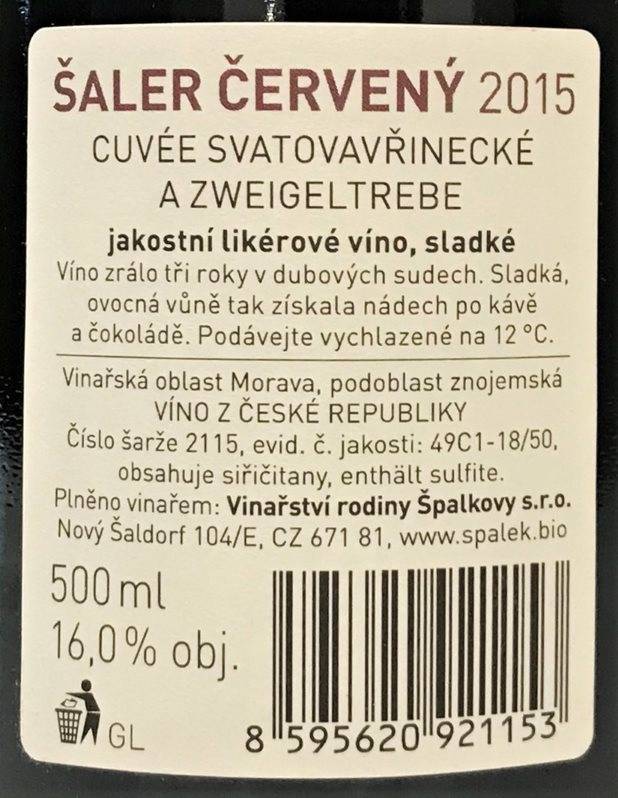 ŠALER ČERVENÝ 2015
CUVÉE SVATOVAVŘINECKÉ
A ZWEIGELTREBE
jakostní likérové víno, sladké
Víno zrálo tři roky v dubových sudech. Sladká,
ovocná vůně tak získala nádech po kávě
a čokoládě. Podávejte vychlazené na 12 °C.
Vinařská oblast Morava, podoblast znojemská
VÍNO Z ČESKÉ REPUBLIKY
Číslo šarže 2115, evid. č. jakosti: 49C1-18/50,
obsahuje siřičitany, enthält sulfite.
Plněno vinařem: Vinařství rodiny Špalkovy s.r.o.
Nový Šaldorf 104/E, CZ 671 81, www.spalek.bio
500 ml
16,0 % obj.
GL
8 595620 921153